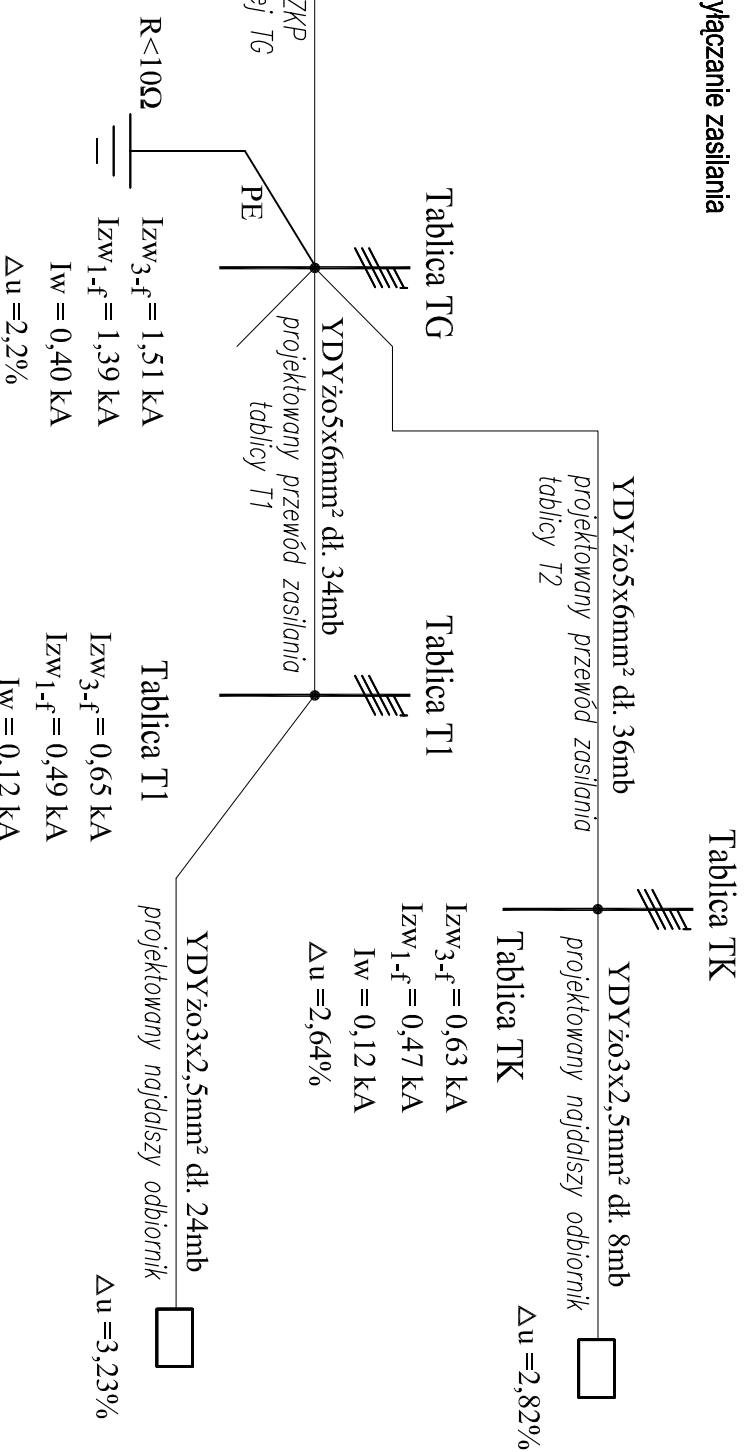 yłączanie zasilania
ZKP
ej TG
R<10Ω
PE
Tablica TG
Izw3-f = 1,51 kA
Izw1-f = 1,39 kA
Iw = 0,40 kA
△u =2,2%
YDYżo5x6mm² dł. 34mb
projektowany przewód zasilania
tablicy T1
YDYżo5x6mm² dł. 36mb
projektowany przewód zasilania
tablicy T2
Tablica T1
Tablica T1
Izw3-f = 0,65 kA
Izw1-f = 0,49 kA
Iw = 0,12 kA
Tablica TK
Tablica TK
Izw3-f = 0,63 kA
Izw1-f = 0,47 kA
Iw = 0,12 kA
△u =2,64%
YDYżo3x2,5mm² dł. 8mb
projektowany najdalszy odbiornik
△u =2,82%
YDYżo3x2,5mm² dł. 24mb
projektowany najdalszy odbiornik
△u =3,23%